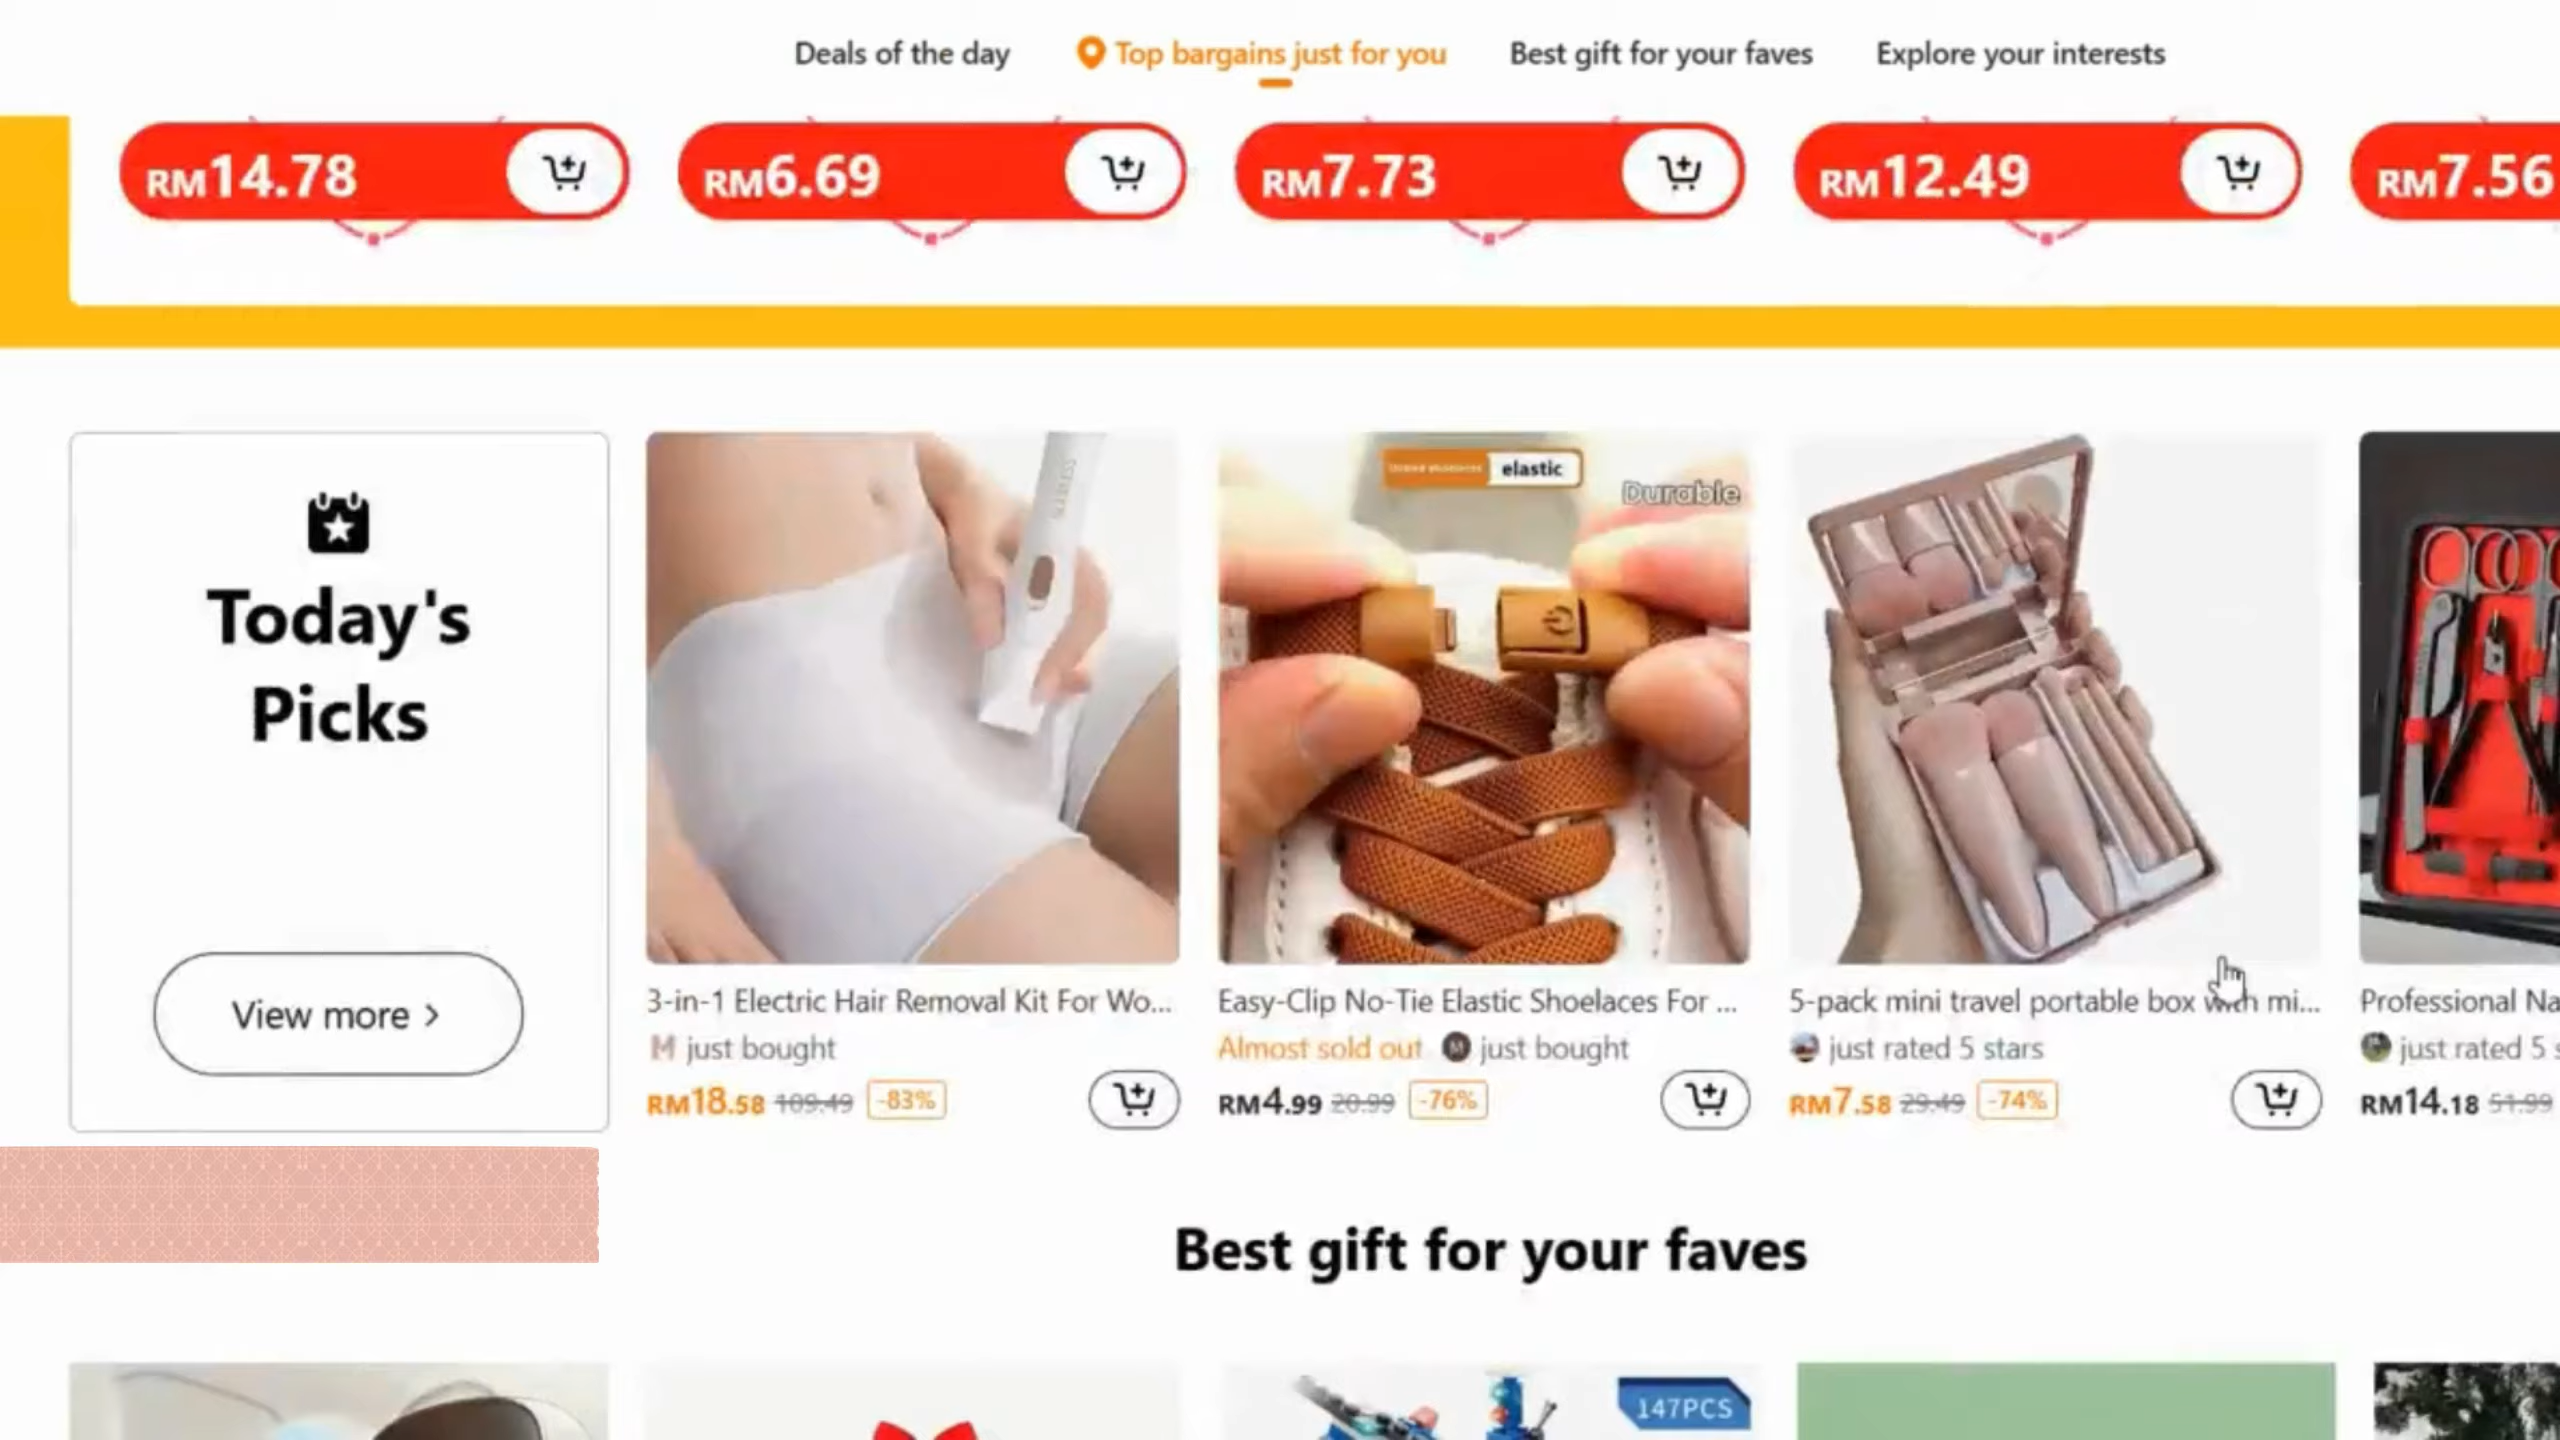 Deals of the day
Top bargains just for you
Best gift for your faves
Explore your interests
RM14.78
RM6.69
RM7.73
RM12.49
RM7.56
Today's
Picks
View more >
elastic
Durable
3-in-1 Electric Hair Removal Kit For Wo...
M just bought
RM18.58 109.49 -83%
Easy-Clip No-Tie Elastic Shoelaces For ...
Almost sold out M just bought
RM4.99 20.99 -76%
5-pack mini travel portable box with mi...
just rated 5 stars
RM7.58 29.49 -74%
Professional Na
just rated 5 s
RM14.18 51.99
Best gift for your faves
147PCS